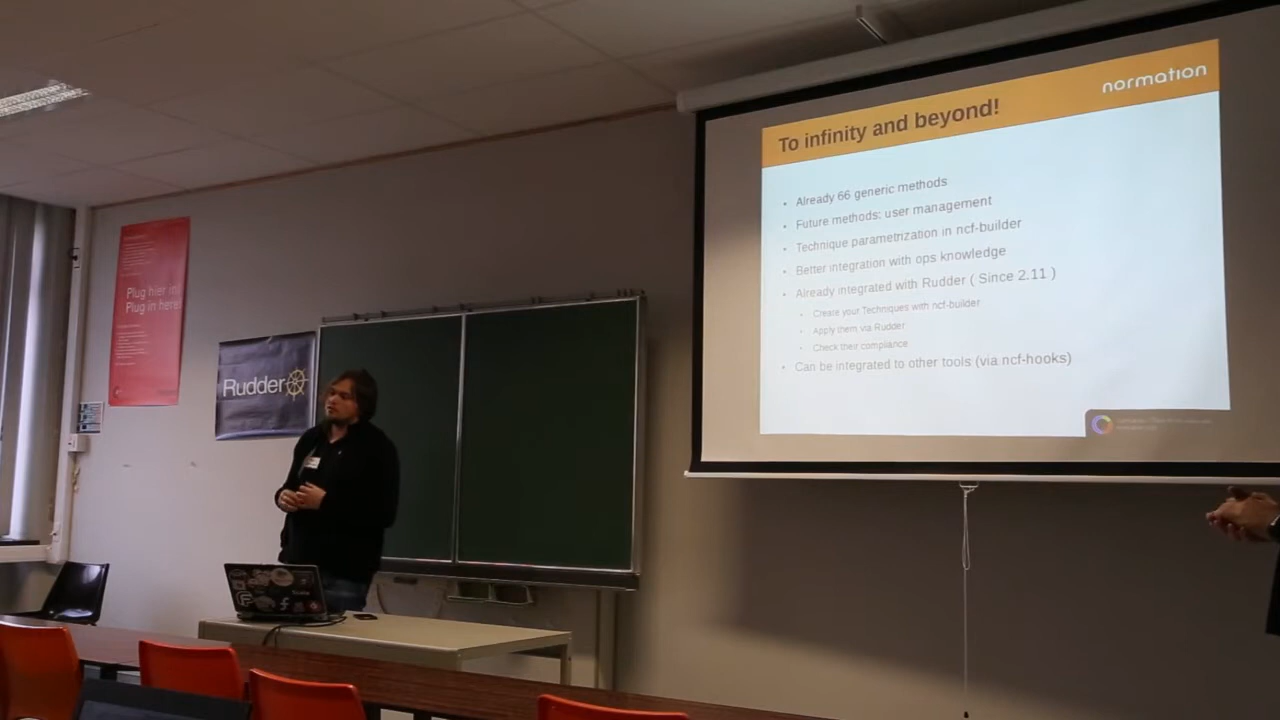 normation
To infinity and beyond!
Already 66 generic methods
Future methods: user management
Technique parametrization in ncf-builder
Better integration with ops knowledge
Already integrated with Rudder ( Since 2.11 )
Create your Techniques with ncf-builder
Apply them via Rudder
Check their compliance
Can be integrated to other tools (via ncf-hooks)
Plug hier in
Plug in here
Rudder